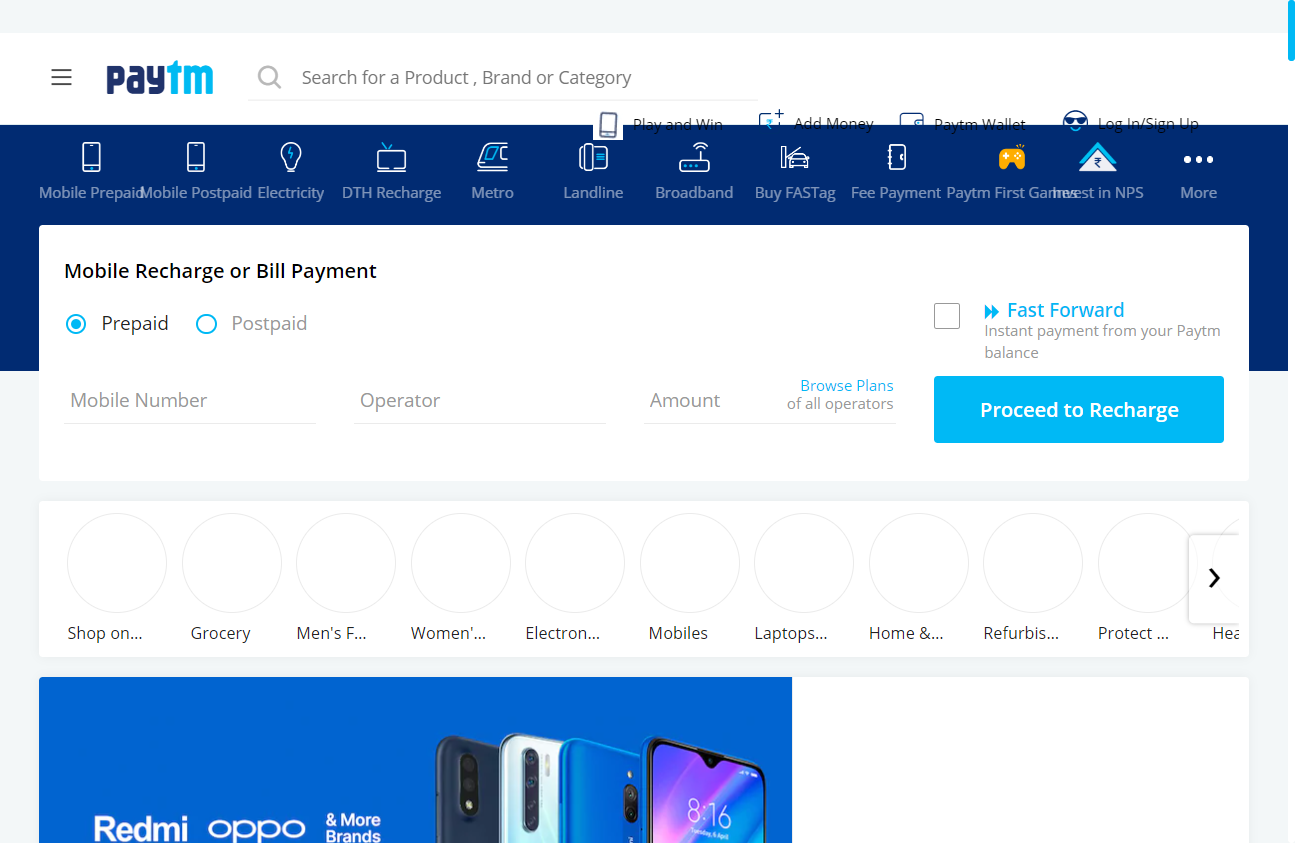 paytm
Search for a Product , Brand or Category
Play and Win
Add Money
Paytm Wallet
Log In/Sign Up
Mobile Prepaid
Mobile Postpaid
Electricity
DTH Recharge
Metro
Landline
Broadband
Buy FASTag
Fee Payment
Paytm First Games
Invest in NPS
More
Mobile Recharge or Bill Payment
Prepaid
Postpaid
Fast Forward
Instant payment from your Paytm
balance
Mobile Number
Operator
Amount
Browse Plans
of all operators
Proceed to Recharge
Shop on...
Grocery
Men's F...
Women'...
Electron...
Mobiles
Laptops...
Home &...
Refurbis...
Protect ...
Hea
Redmi
oppo
& More
Brands
8:16
Tuesday, 5 April